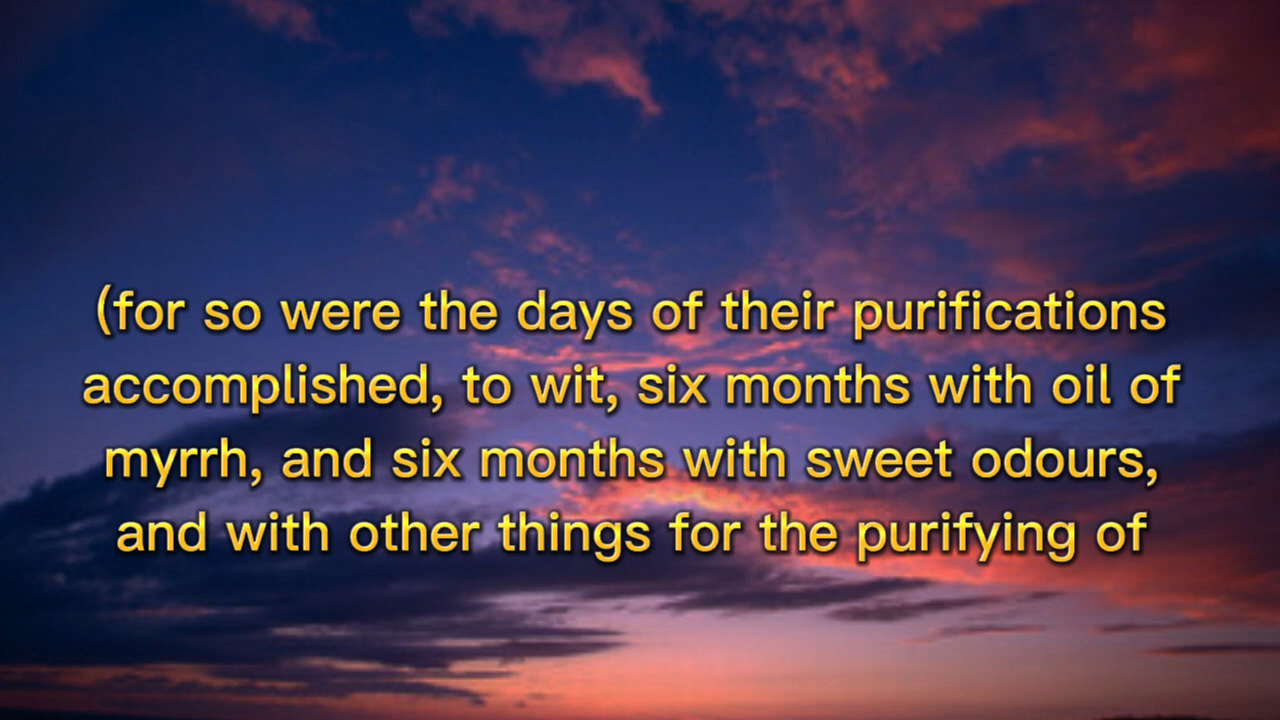 (for so were the days of their purifications
accomplished, to wit, six months with oil of
myrrh, and six months with sweet odours,
and with other things for the purifying of